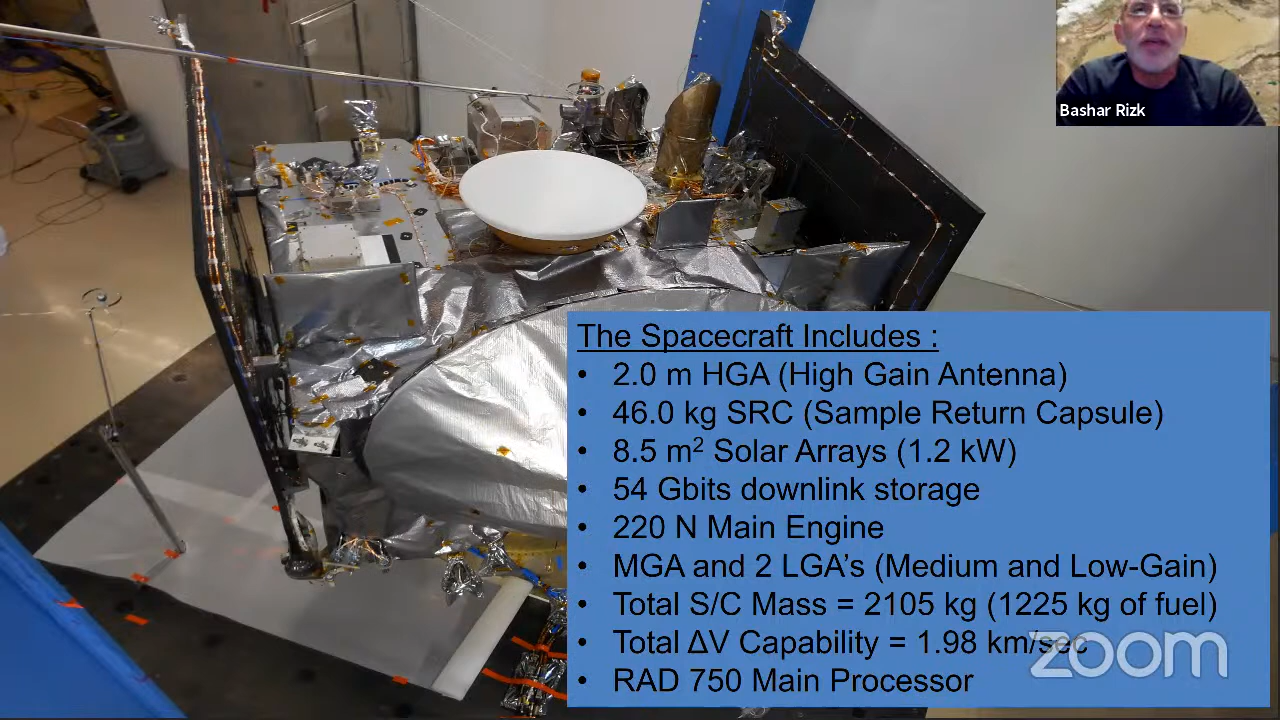 Bashar Rizk
The Spacecraft Includes :
• 2.0 m HGA (High Gain Antenna)
• 46.0 kg SRC (Sample Return Capsule)
• 8.5 m² Solar Arrays (1.2 kW)
• 54 Gbits downlink storage
• 220 N Main Engine
• MGA and 2 LGA's (Medium and Low-Gain)
• Total S/C Mass = 2105 kg (1225 kg of fuel)
• Total ΔV Capability = 1.98 km/sec
• RAD 750 Main Processor
zoom